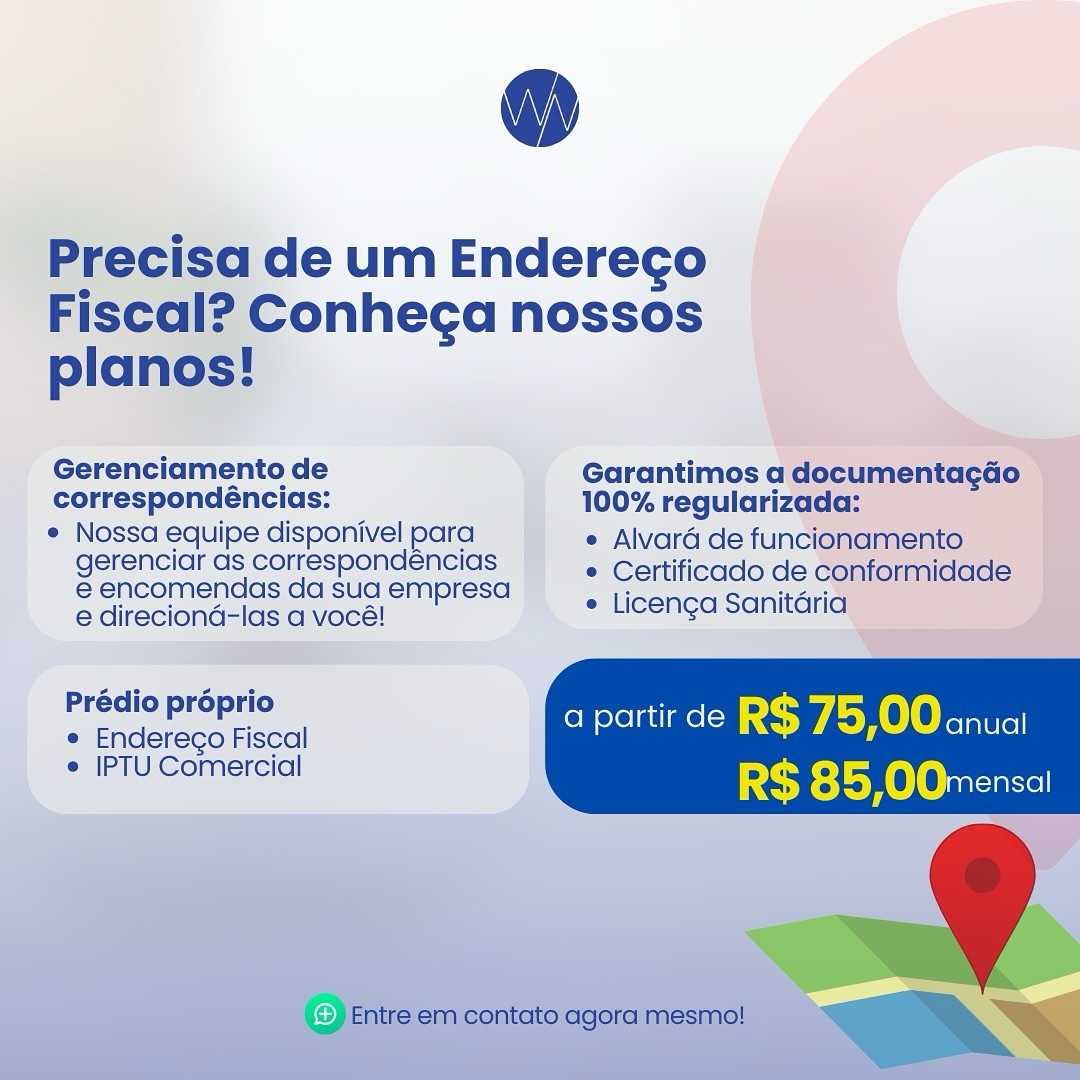 Precisa de um Endereço
Fiscal? Conheça nossos
planos!
Gerenciamento de
correspondências:
• Nossa equipe disponível para
gerenciar as correspondências
e encomendas da sua empresa
e direcioná-las a você!
Garantimos a documentação
100% regularizada:
• Alvará de funcionamento
• Certificado de conformidade
• Licença Sanitária
Prédio próprio
• Endereço Fiscal
• IPTU Comercial
a partir de R$ 75,00 anual
R$ 85,00 mensal
Entre em contato agora mesmo!